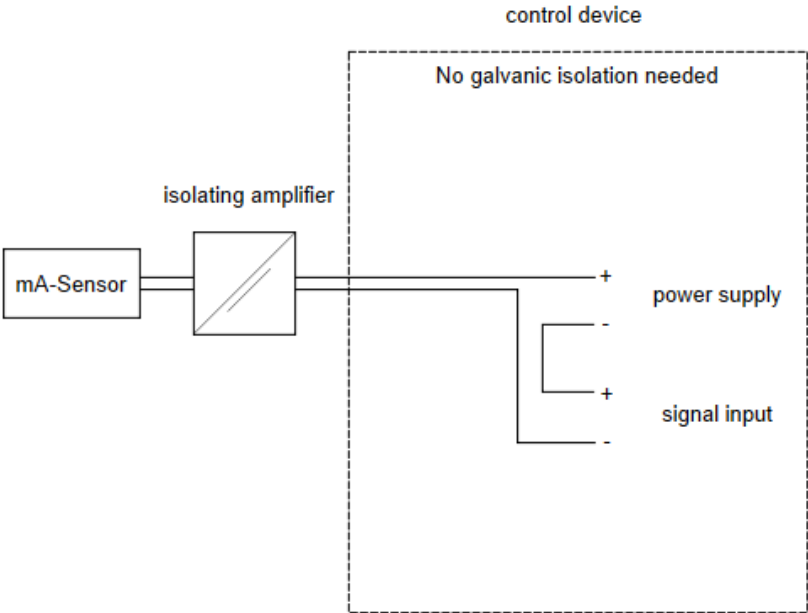 control device
No galvanic isolation needed
isolating amplifier
mA-Sensor
+
power supply
-
+
signal input
-